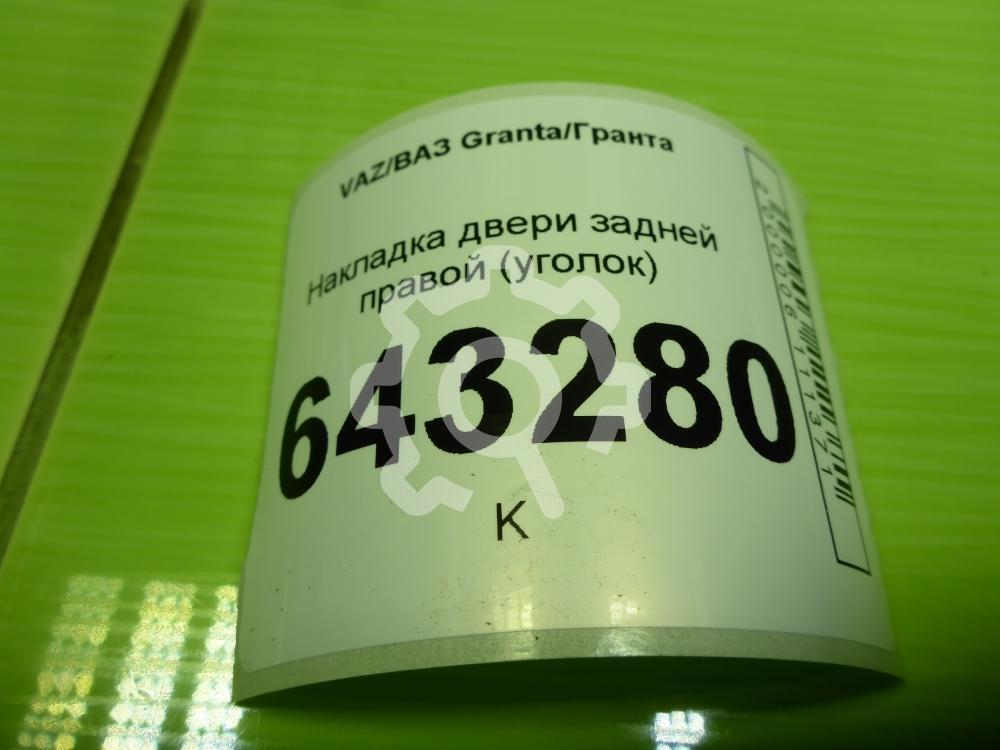 VAZ/ВАЗ Granta/Гранта
Накладка двери задней
правой (уголок)
643280
К